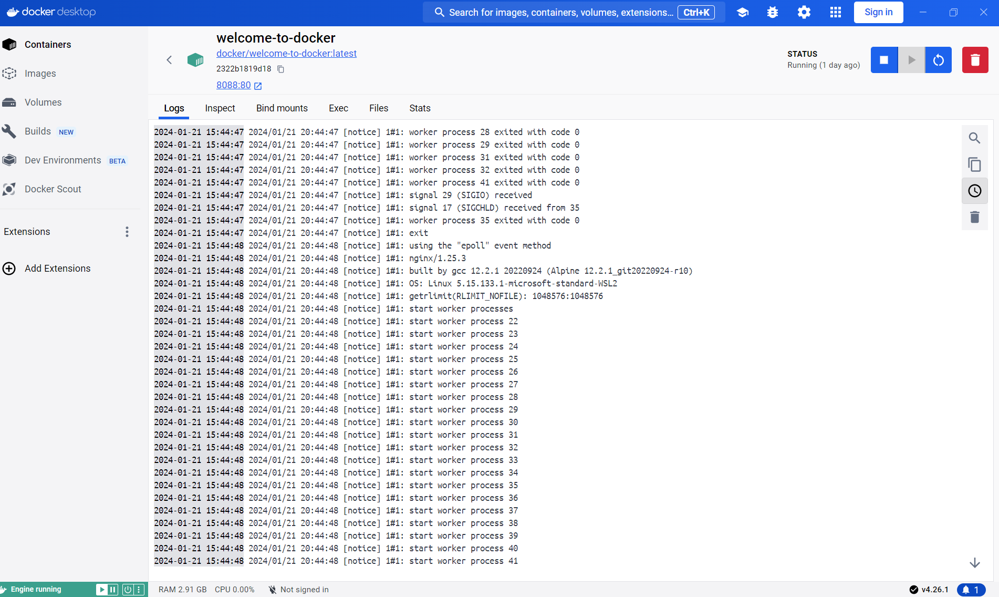 docker desktop
Search for images, containers, volumes, extensions... Ctrl+K
Sign in
Containers
Images
Volumes
Builds NEW
Dev Environments BETA
Docker Scout
Extensions
Add Extensions
welcome-to-docker
docker/welcome-to-docker:latest
2322b1819d18
8088:80
STATUS
Running (1 day ago)
Logs Inspect Bind mounts Exec Files Stats
2024-01-21 15:44:47 2024/01/21 20:44:47 [notice] 1#1: worker process 28 exited with code 0
2024-01-21 15:44:47 2024/01/21 20:44:47 [notice] 1#1: worker process 29 exited with code 0
2024-01-21 15:44:47 2024/01/21 20:44:47 [notice] 1#1: worker process 31 exited with code 0
2024-01-21 15:44:47 2024/01/21 20:44:47 [notice] 1#1: worker process 32 exited with code 0
2024-01-21 15:44:47 2024/01/21 20:44:47 [notice] 1#1: worker process 41 exited with code 0
2024-01-21 15:44:47 2024/01/21 20:44:47 [notice] 1#1: signal 29 (SIGIO) received
2024-01-21 15:44:47 2024/01/21 20:44:47 [notice] 1#1: signal 17 (SIGCHLD) received from 35
2024-01-21 15:44:47 2024/01/21 20:44:47 [notice] 1#1: worker process 35 exited with code 0
2024-01-21 15:44:47 2024/01/21 20:44:47 [notice] 1#1: exit
2024-01-21 15:44:48 2024/01/21 20:44:48 [notice] 1#1: using the "epoll" event method
2024-01-21 15:44:48 2024/01/21 20:44:48 [notice] 1#1: nginx/1.25.3
2024-01-21 15:44:48 2024/01/21 20:44:48 [notice] 1#1: built by gcc 12.2.1 20220924 (Alpine 12.2.1_git20220924-r10)
2024-01-21 15:44:48 2024/01/21 20:44:48 [notice] 1#1: OS: Linux 5.15.133.1-microsoft-standard-WSL2
2024-01-21 15:44:48 2024/01/21 20:44:48 [notice] 1#1: getrlimit(RLIMIT_NOFILE): 1048576:1048576
2024-01-21 15:44:48 2024/01/21 20:44:48 [notice] 1#1: start worker processes
2024-01-21 15:44:48 2024/01/21 20:44:48 [notice] 1#1: start worker process 22
2024-01-21 15:44:48 2024/01/21 20:44:48 [notice] 1#1: start worker process 23
2024-01-21 15:44:48 2024/01/21 20:44:48 [notice] 1#1: start worker process 24
2024-01-21 15:44:48 2024/01/21 20:44:48 [notice] 1#1: start worker process 25
2024-01-21 15:44:48 2024/01/21 20:44:48 [notice] 1#1: start worker process 26
2024-01-21 15:44:48 2024/01/21 20:44:48 [notice] 1#1: start worker process 27
2024-01-21 15:44:48 2024/01/21 20:44:48 [notice] 1#1: start worker process 28
2024-01-21 15:44:48 2024/01/21 20:44:48 [notice] 1#1: start worker process 29
2024-01-21 15:44:48 2024/01/21 20:44:48 [notice] 1#1: start worker process 30
2024-01-21 15:44:48 2024/01/21 20:44:48 [notice] 1#1: start worker process 31
2024-01-21 15:44:48 2024/01/21 20:44:48 [notice] 1#1: start worker process 32
2024-01-21 15:44:48 2024/01/21 20:44:48 [notice] 1#1: start worker process 33
2024-01-21 15:44:48 2024/01/21 20:44:48 [notice] 1#1: start worker process 34
2024-01-21 15:44:48 2024/01/21 20:44:48 [notice] 1#1: start worker process 35
2024-01-21 15:44:48 2024/01/21 20:44:48 [notice] 1#1: start worker process 36
2024-01-21 15:44:48 2024/01/21 20:44:48 [notice] 1#1: start worker process 37
2024-01-21 15:44:48 2024/01/21 20:44:48 [notice] 1#1: start worker process 38
2024-01-21 15:44:48 2024/01/21 20:44:48 [notice] 1#1: start worker process 39
2024-01-21 15:44:48 2024/01/21 20:44:48 [notice] 1#1: start worker process 40
2024-01-21 15:44:48 2024/01/21 20:44:48 [notice] 1#1: start worker process 41
Engine running RAM 2.91 GB CPU 0.00% Not signed in v4.26.1 1